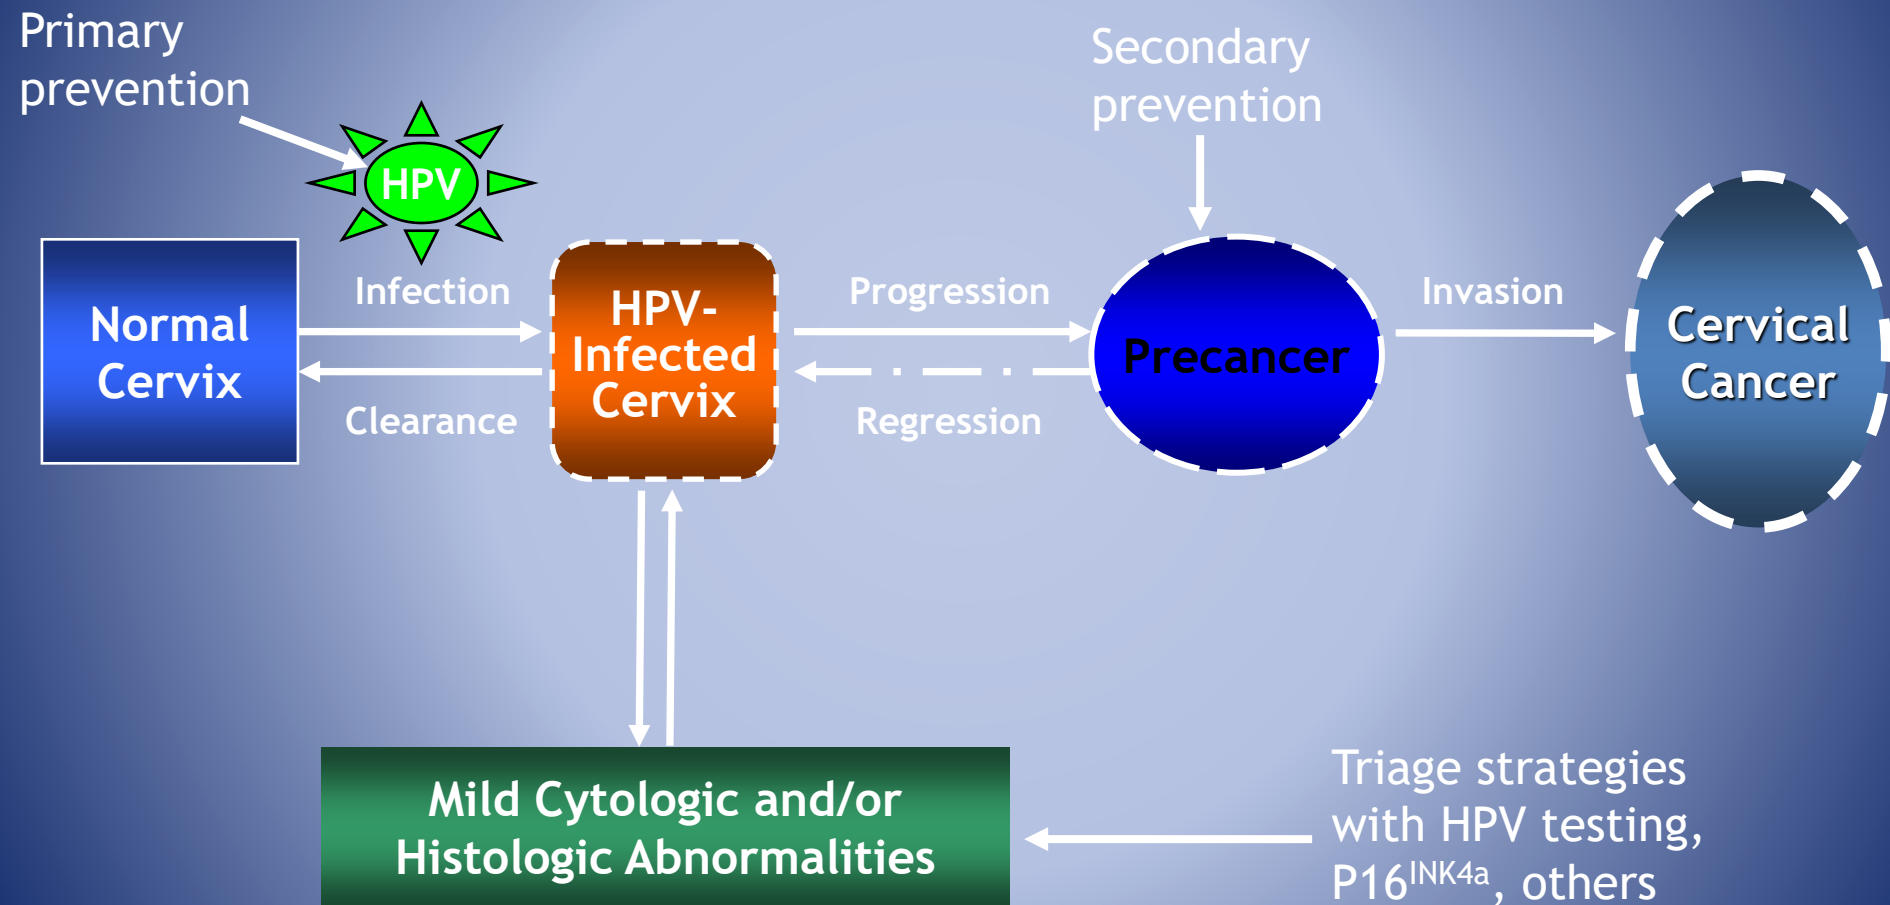 Primary
prevention
HPV
Secondary
prevention
Normal
Cervix
Infection
Clearance
HPV-
Infected
Cervix
Progression
Regression
Precancer
Invasion
Cervical
Cancer
Mild Cytologic and/or
Histologic Abnormalities
Triage strategies
with HPV testing,
P16INK4a, others